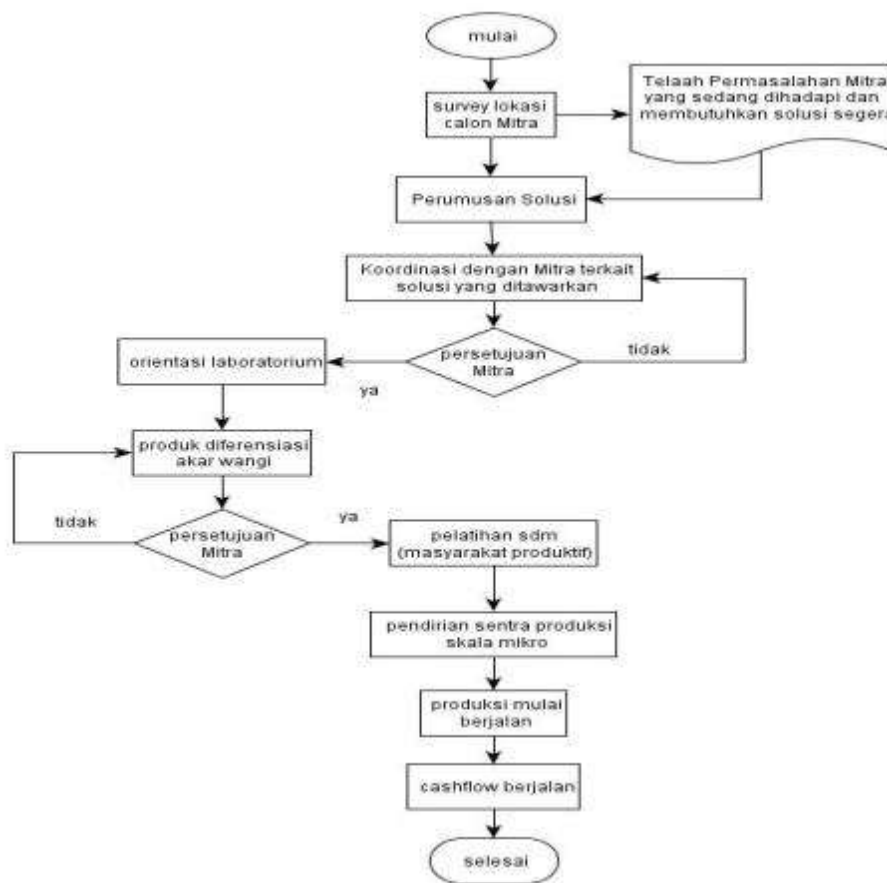 mulai
survey lokasi
calon Mitra
Telaah Permasalahan Mitra
yang sedang dihadapi dan
membutuhkan solusi segera
Perumusan Solusi
Koordinasi dengan Mitra terkait
solusi yang ditawarkan
persetujuan
Mitra
tidak
ya
orientasi laboratorium
produk diferensiasi
akar wangi
tidak
persetujuan
Mitra
ya
pelatihan sdm
(masyarakat produktif)
pendirian sentra produksi
skala mikro
produksi mulai
berjalan
cashflow berjalan
selesai